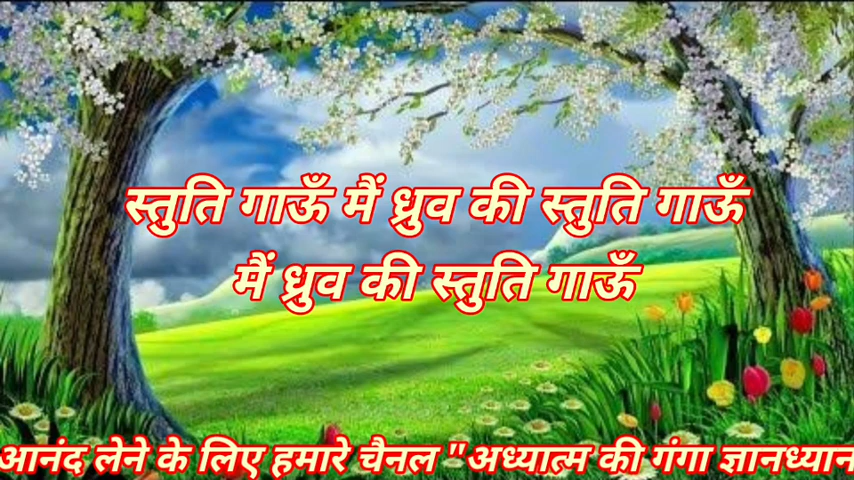 स्तुति गाऊँ मैं ध्रुव की स्तुति गाऊँ
मैं ध्रुव की स्तुति गाऊँ
आनंद लेने के लिए हमारे चैनल "अध्यात्म की गंगा ज्ञानध्यान